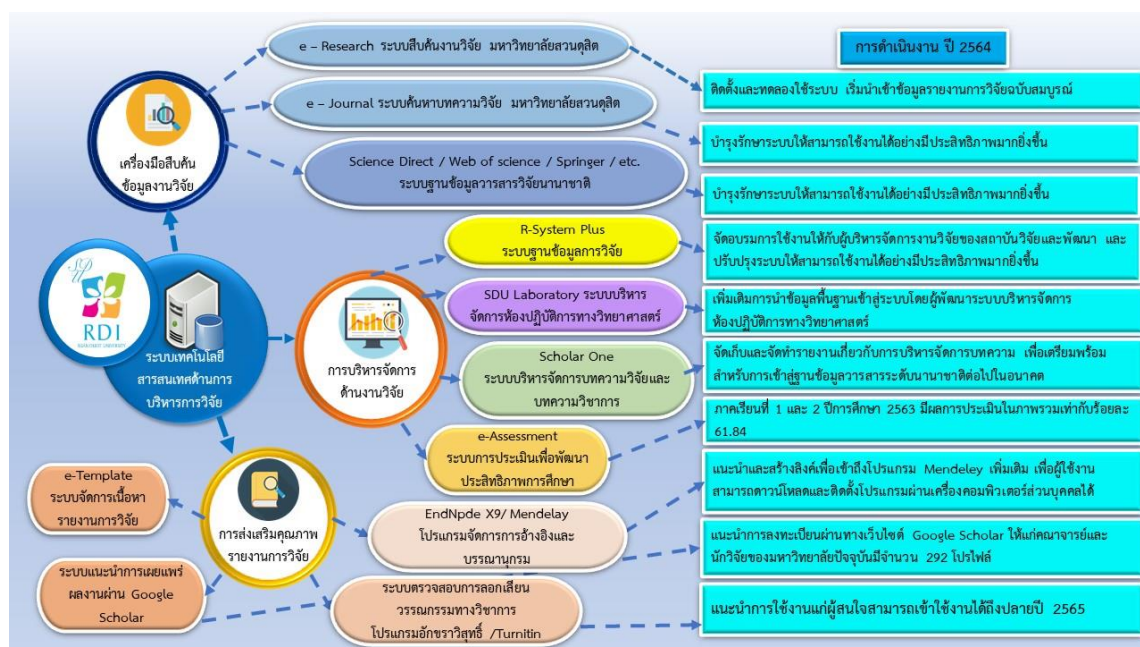 e – Research ระบบสืบค้นงานวิจัย มหาวิทยาลัยสวนดุสิต
e – Journal ระบบค้นหาบทความวิจัย มหาวิทยาลัยสวนดุสิต
Science Direct / Web of science / Springer / etc.
ระบบฐานข้อมูลวารสารวิจัยนานาชาติ
เครื่องมือสืบค้น
ข้อมูลงานวิจัย
การดำเนินงาน ปี 2564
ติดตั้งและทดลองใช้ระบบ เริ่มนำเข้าข้อมูลรายงานการวิจัยฉบับสมบูรณ์
บำรุงรักษาระบบให้สามารถใช้งานได้อย่างมีประสิทธิภาพมากยิ่งขึ้น
บำรุงรักษาระบบให้สามารถใช้งานได้อย่างมีประสิทธิภาพมากยิ่งขึ้น
SDU
RDI
ระบบเทคโนโลยี
สารสนเทศด้านการ
บริหารการวิจัย
การบริหารจัดการ
ด้านงานวิจัย
R-System Plus
ระบบฐานข้อมูลการวิจัย
SDU Laboratory ระบบบริหาร
จัดการห้องปฏิบัติการทางวิทยาศาสตร์
Scholar One
ระบบบริหารจัดการบทความวิจัยและ
บทความวิชาการ
e-Assessment
ระบบการประเมินเพื่อพัฒนา
ประสิทธิภาพการศึกษา
จัดอบรมการใช้งานให้กับผู้บริหารจัดการงานวิจัยของสถาบันวิจัยและพัฒนา และ
ปรับปรุงระบบให้สามารถใช้งานได้อย่างมีประสิทธิภาพมากยิ่งขึ้น
เพิ่มเติมการนำข้อมูลพื้นฐานเข้าสู่ระบบโดยผู้พัฒนาระบบบริหารจัดการ
ห้องปฏิบัติการทางวิทยาศาสตร์
จัดเก็บและจัดทำรายงานเกี่ยวกับการบริหารจัดการบทความ เพื่อเตรียมพร้อม
สำหรับการเข้าสู่ฐานข้อมูลวารสารระดับนานาชาติต่อไปในอนาคต
ภาคเรียนที่ 1 และ 2 ปีการศึกษา 2563 มีผลการประเมินในภาพรวมเท่ากับร้อยละ
61.84
การส่งเสริมคุณภาพ
รายงานการวิจัย
e-Template
ระบบจัดการเนื้อหา
รายงานการวิจัย
ระบบแนะนำการเผยแพร่
ผลงานผ่าน Google
Scholar
EndNpde X9/ Mendelay
โปรแกรมจัดการการอ้างอิงและ
บรรณานุกรม
ระบบตรวจสอบการลอกเลียน
วรรณกรรมทางวิชาการ
โปรแกรมอักขราวิสุทธิ์ /Turnitin
แนะนำและสร้างลิงค์เพื่อเข้าถึงโปรแกรม Mendeley เพิ่มเติม เพื่อผู้ใช้งาน
สามารถดาวน์โหลดและติดตั้งโปรแกรมผ่านเครื่องคอมพิวเตอร์ส่วนบุคคลได้
แนะนำการลงทะเบียนผ่านทางเว็บไซต์ Google Scholar ให้แก่คณาจารย์และ
นักวิจัยของมหาวิทยาลัยปัจจุบันมีจำนวน 292 โปรไฟล์
แนะนำการใช้งานแก่ผู้สนใจสามารถเข้าใช้งานได้ถึงปลายปี 2565